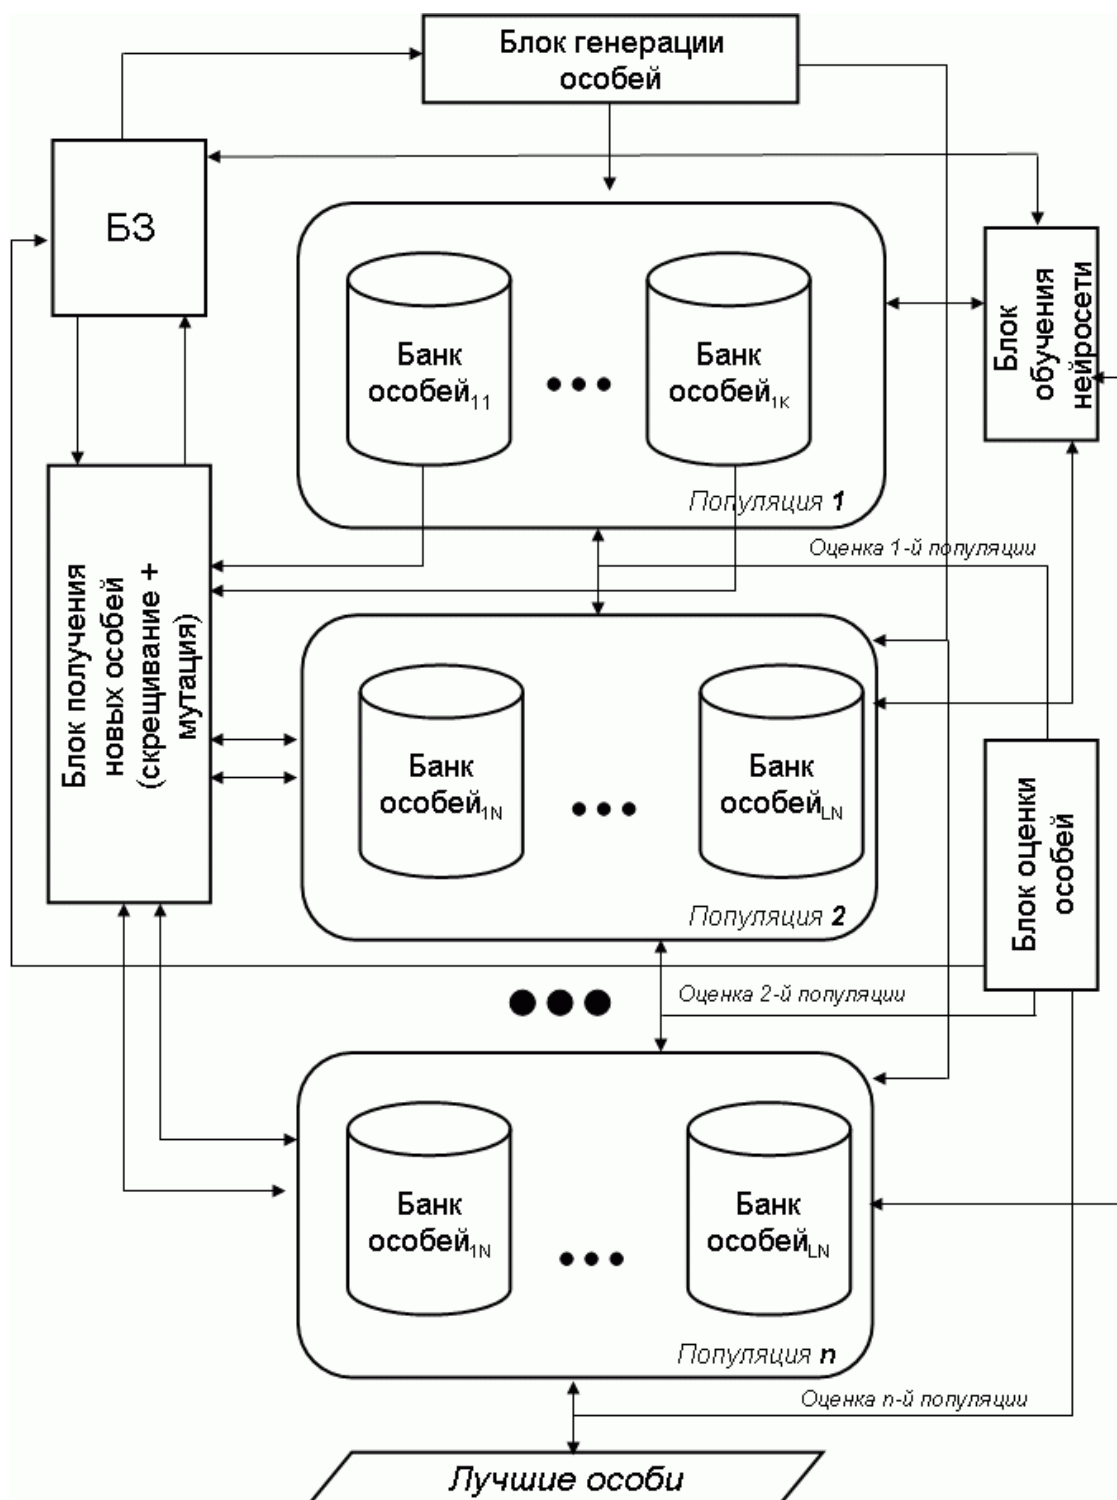 Блок генерации
особей
БЗ
Блок
обучения
нейросети
Банк
особей11
Банк
особей1K
Популяция 1
Оценка 1-й популяции
Блок получения
новых особей
(скрещивание +
мутация)
Банк
особей1N
Банк
особейLN
Популяция 2
Блок оценки
особей
Оценка 2-й популяции
Банк
особей1N
Банк
особейLN
Популяция n
Оценка n-й популяции
Лучшие особи